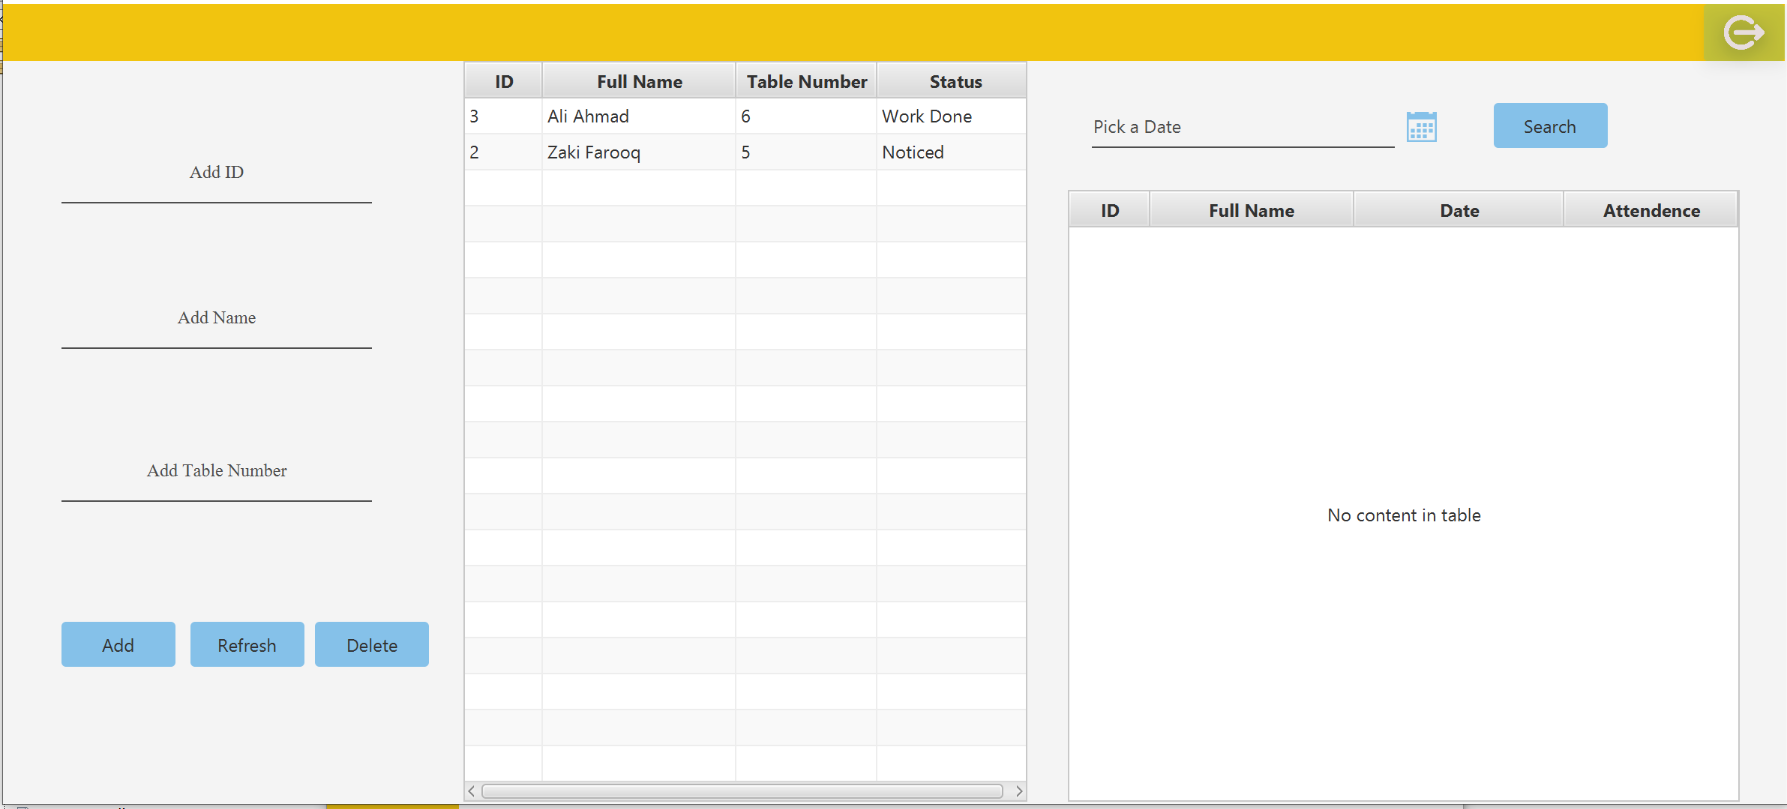 Add ID
Add Name
Add Table Number
Add Refresh Delete
ID Full Name Table Number Status
3 Ali Ahmad 6 Work Done
2 Zaki Farooq 5 Noticed
Pick a Date Search
ID Full Name Date Attendence
No content in table